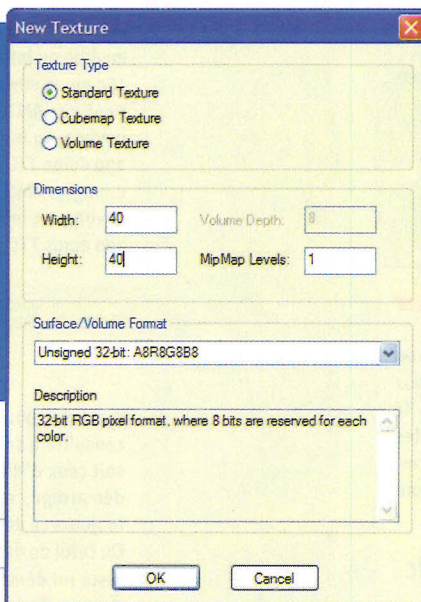 New Texture
Texture Type
Standard Texture
Cubemap Texture
Volume Texture
Dimensions
Width: 40 Volume Depth: 8
Height: 40 MipMap Levels: 1
Surface/Volume Format
Unsigned 32-bit: A8R8G8B8
Description
32-bit RGB pixel format, where 8 bits are reserved for each
color.
OK Cancel